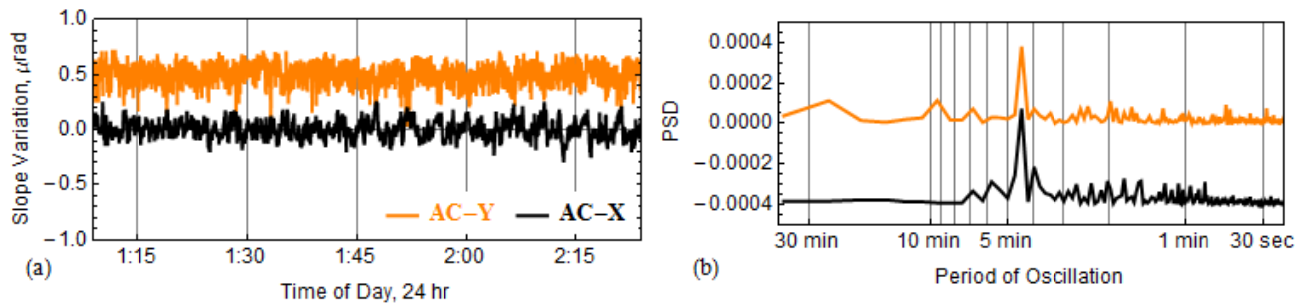 1.0
0.5
0.0
−0.5
−1.0
Slope Variation, μrad
AC−Y AC−X
1:15 1:30 1:45 2:00 2:15
Time of Day, 24 hr
(a)
0.0004
0.0002
0.0000
−0.0002
−0.0004
PSD
30 min 10 min 5 min 1 min 30 sec
Period of Oscillation
(b)